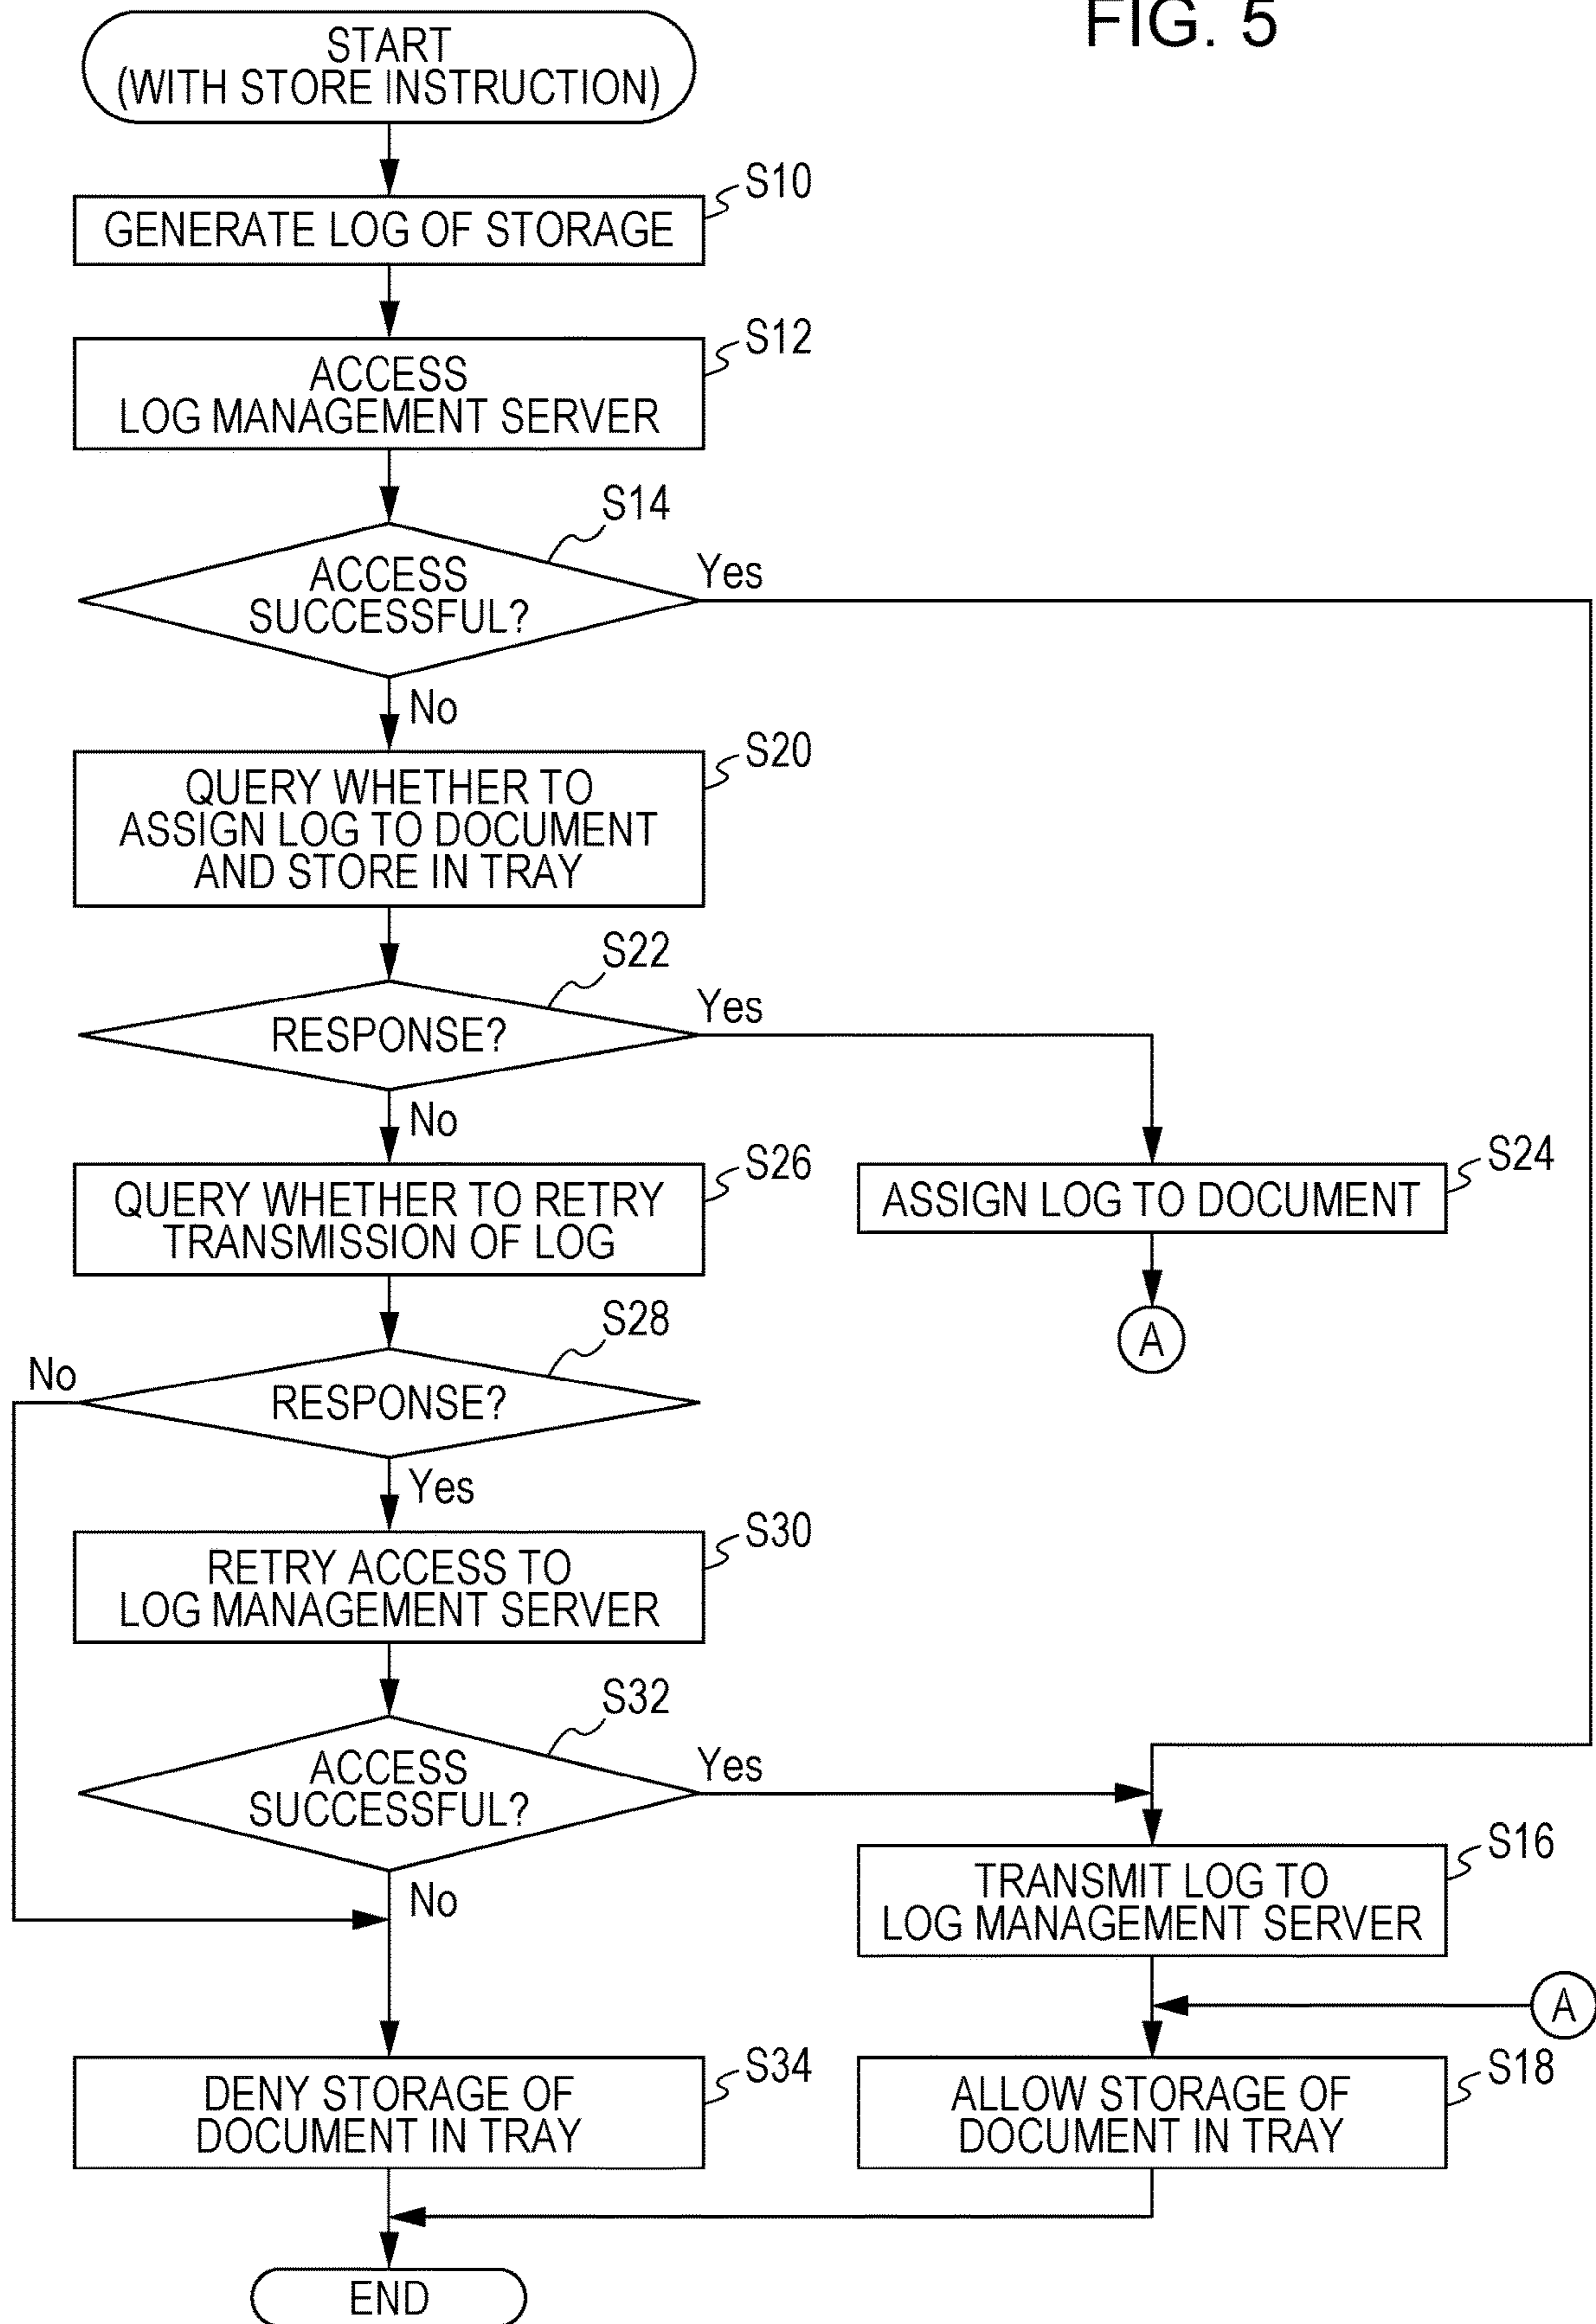 FIG. 5
START
(WITH STORE INSTRUCTION)
S10
GENERATE LOG OF STORAGE
S12
ACCESS
LOG MANAGEMENT SERVER
S14
ACCESS
SUCCESSFUL?
Yes
No
S20
QUERY WHETHER TO
ASSIGN LOG TO DOCUMENT
AND STORE IN TRAY
S22
RESPONSE?
Yes
No
S26
QUERY WHETHER TO RETRY
TRANSMISSION OF LOG
S24
ASSIGN LOG TO DOCUMENT
A
S28
RESPONSE?
No
Yes
S30
RETRY ACCESS TO
LOG MANAGEMENT SERVER
S32
ACCESS
SUCCESSFUL?
Yes
No
S16
TRANSMIT LOG TO
LOG MANAGEMENT SERVER
A
S34
DENY STORAGE OF
DOCUMENT IN TRAY
S18
ALLOW STORAGE OF
DOCUMENT IN TRAY
END